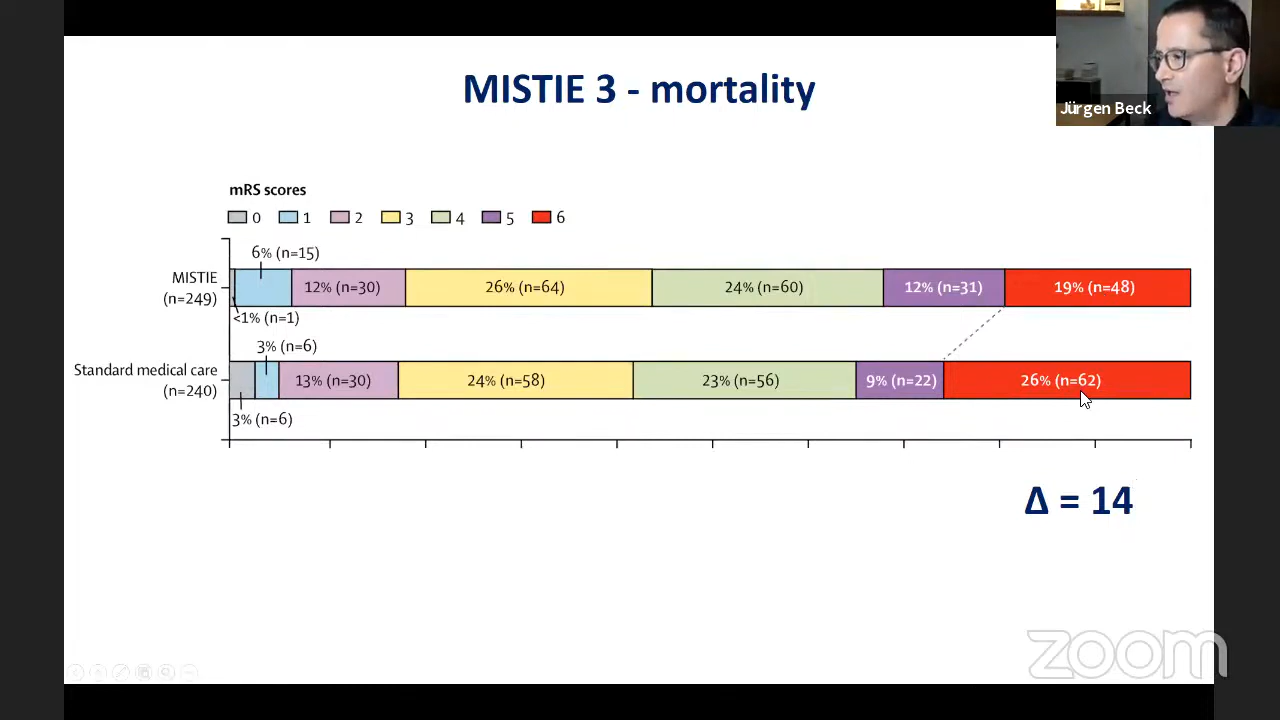 MISTIE 3 - mortality
Jürgen Beck
mRS scores
0 1 2 3 4 5 6
6% (n=15)
MISTIE
(n=249)
12% (n=30) 26% (n=64) 24% (n=60) 12% (n=31) 19% (n=48)
<1% (n=1)
3% (n=6)
Standard medical care
(n=240)
13% (n=30) 24% (n=58) 23% (n=56) 9% (n=22) 26% (n=62)
3% (n=6)
Δ = 14
zoom